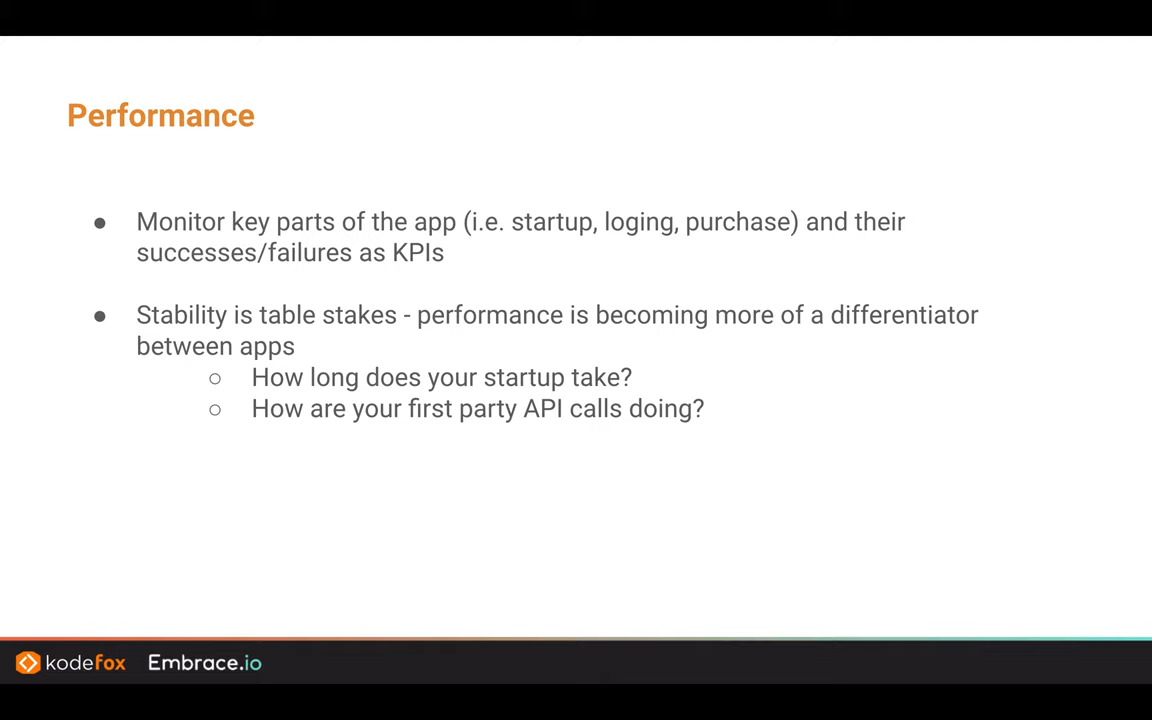 Performance
● Monitor key parts of the app (i.e. startup, loging, purchase) and their
successes/failures as KPIs
● Stability is table stakes - performance is becoming more of a differentiator
between apps
○ How long does your startup take?
○ How are your first party API calls doing?
kodefox Embrace.io